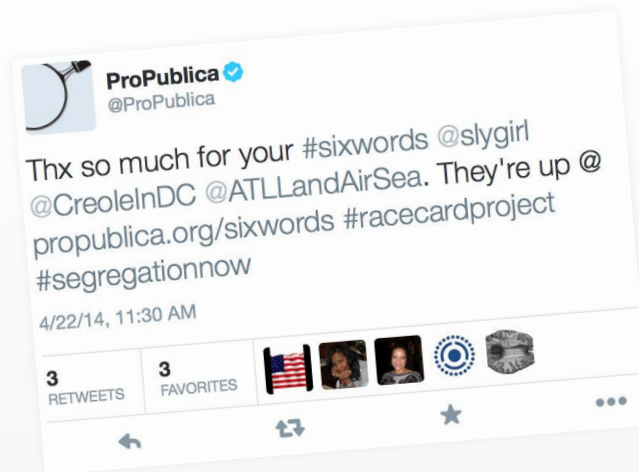 ProPublica
@ProPublica
Thx so much for your #sixwords @slygirl
@CreoleInDC @ATLLandAirSea. They're up @
propublica.org/sixwords #racecardproject
#segregationnow
4/22/14, 11:30 AM
3
RETWEETS
3
FAVORITES